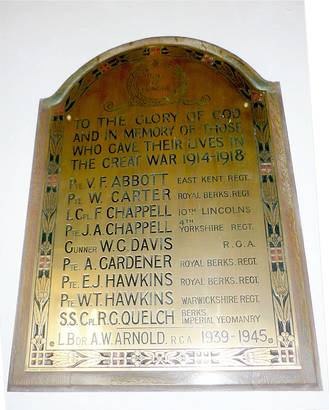 TO THE GLORY OF GOD
AND IN MEMORY OF THOSE
WHO GAVE THEIR LIVES IN
THE GREAT WAR 1914-1918
PTE V. F. ABBOTT EAST KENT REGT.
PTE W. CARTER ROYAL BERKS. REGT.
L. CPL F. CHAPPELL 10TH LINCOLNS
PTE J. A. CHAPPELL 4TH YORKSHIRE REGT.
GUNNER W. G. DAVIS R.G.A.
PTE A. GARDENER ROYAL BERKS. REGT.
PTE E. J. HAWKINS ROYAL BERKS. REGT.
PTE W. T. HAWKINS WARWICKSHIRE REGT.
S.S. CPL R. G. QUELCH BERKS. IMPERIAL YEOMANRY
L BDR A. W. ARNOLD. R.C.A 1939-1945.